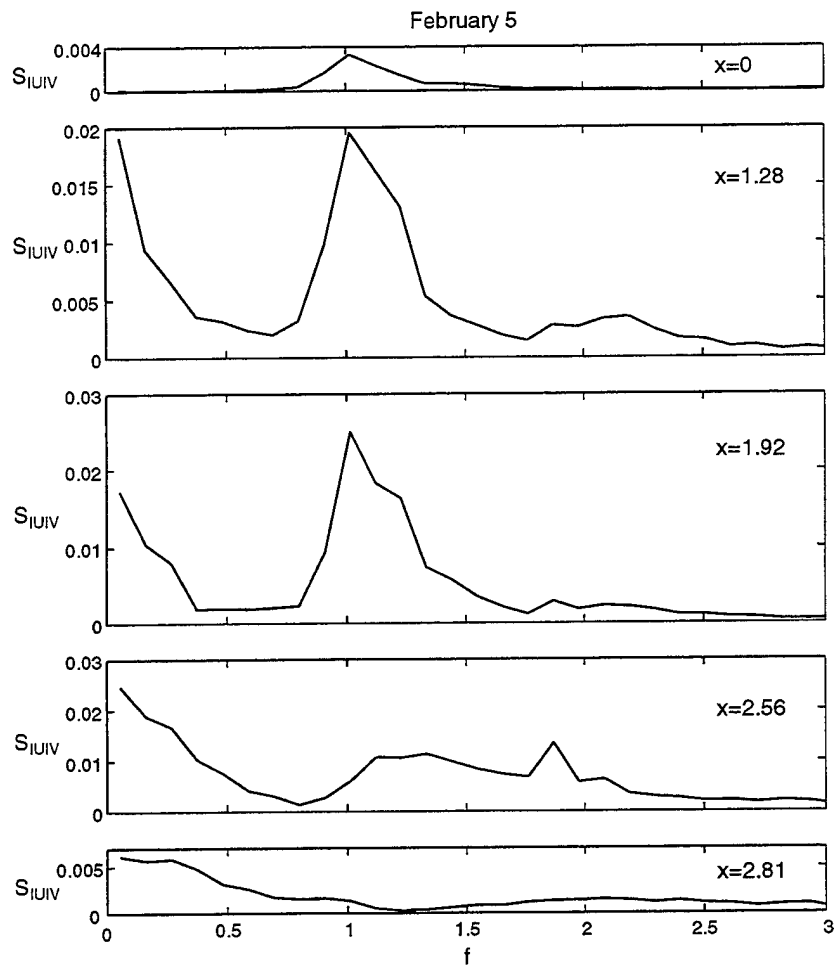 February 5
0.004
S_IUIV
0
x=0
0.02
0.015
S_IUIV 0.01
0.005
0
x=1.28
0.03
0.02
S_IUIV
0.01
0
x=1.92
0.03
0.02
S_IUIV
0.01
0
x=2.56
0.005
S_IUIV
0
x=2.81
0 0.5 1 1.5 2 2.5 3
f